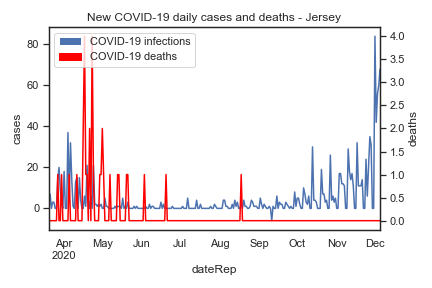 New COVID-19 daily cases and deaths - Jersey
COVID-19 infections
COVID-19 deaths
cases
80
60
40
20
0
deaths
4.0
3.5
3.0
2.5
2.0
1.5
1.0
0.5
0.0
Apr May Jun Jul Aug Sep Oct Nov Dec
2020
dateRep